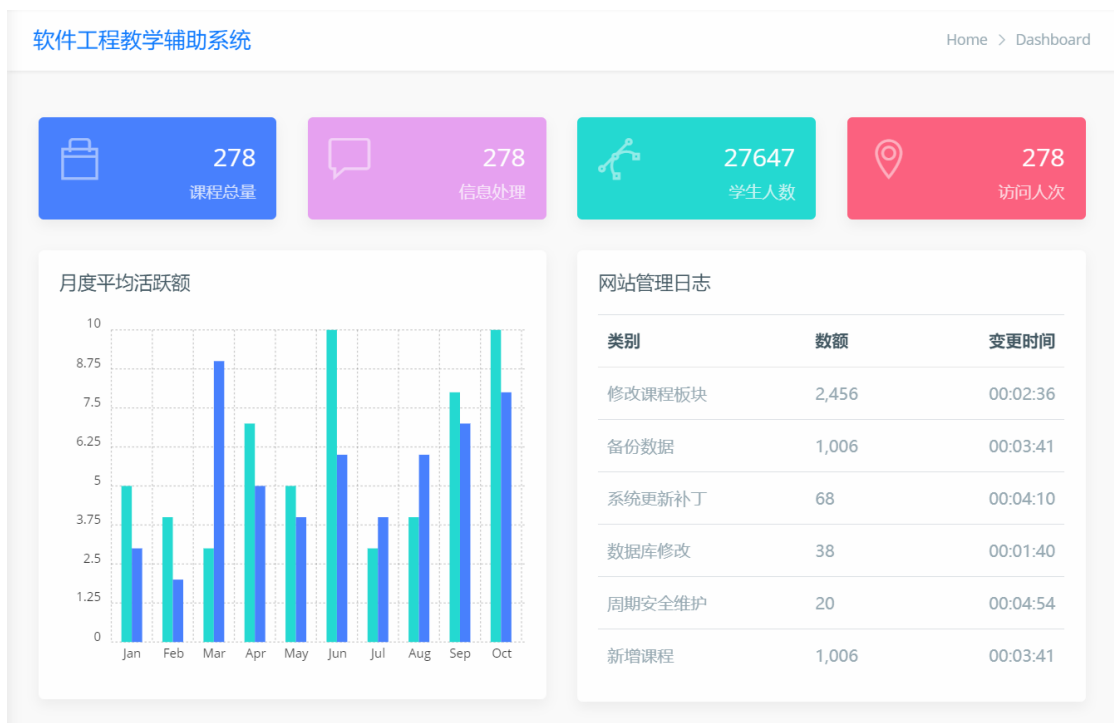 软件工程教学辅助系统
Home > Dashboard
278
课程总量
278
信息处理
27647
学生人数
278
访问人次
月度平均活跃额
10
8.75
7.5
6.25
5
3.75
2.5
1.25
0
Jan Feb Mar Apr May Jun Jul Aug Sep Oct
网站管理日志
类别 数额 变更时间
修改课程板块 2,456 00:02:36
备份数据 1,006 00:03:41
系统更新补丁 68 00:04:10
数据库修改 38 00:01:40
周期安全维护 20 00:04:54
新增课程 1,006 00:03:41